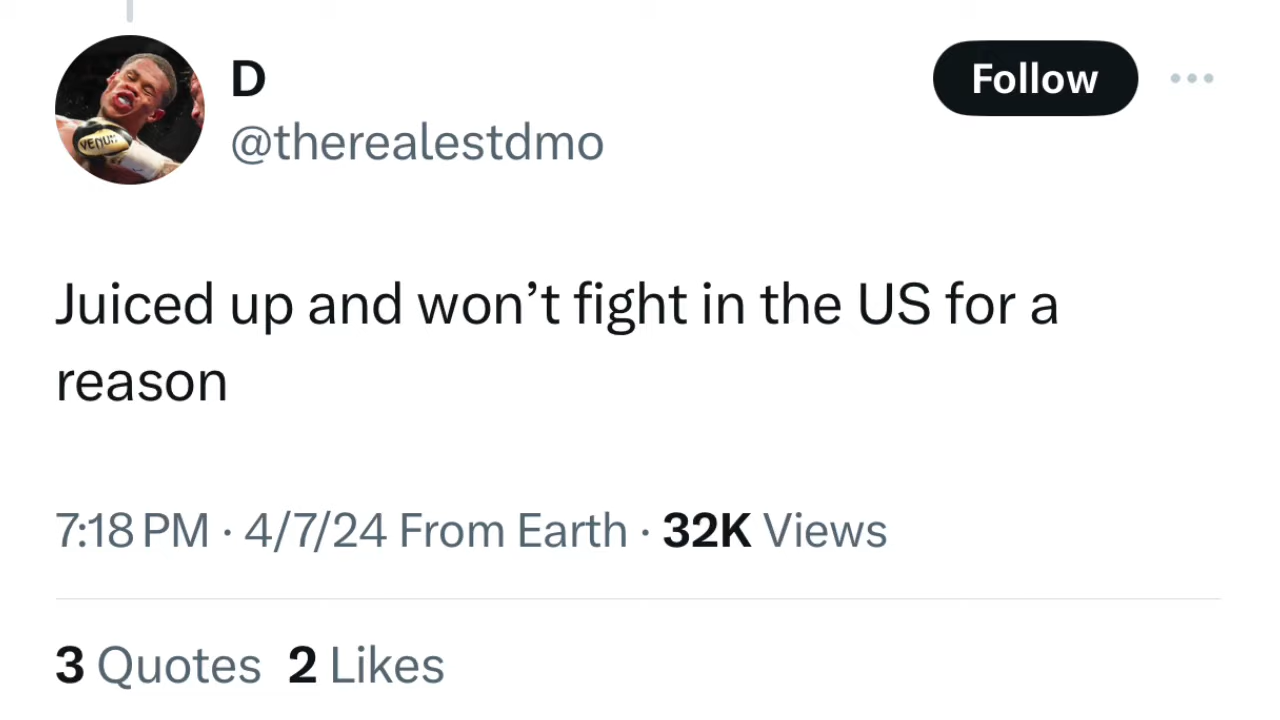 D
Follow
@therealestdmo
VENUM
Juiced up and won’t fight in the US for a
reason
7:18 PM · 4/7/24 From Earth · 32K Views
3 Quotes 2 Likes